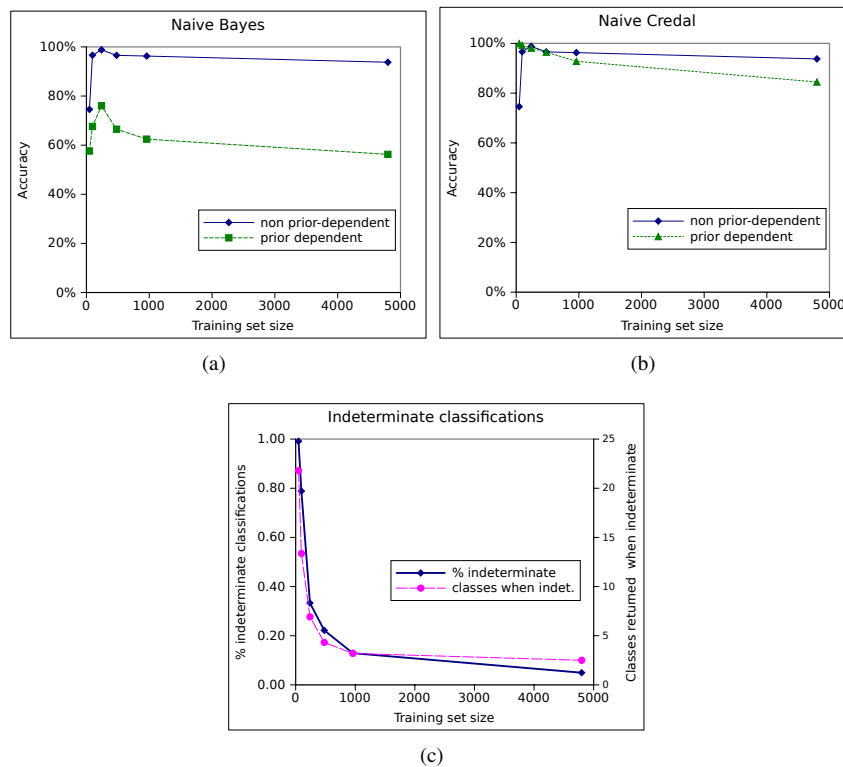 Naive Bayes
100%
80%
60%
40%
20%
0%
Accuracy
non prior-dependent
prior dependent
0
1000
2000
3000
4000
5000
Training set size
(a)
Naive Credal
100%
80%
60%
40%
20%
0%
Accuracy
non prior-dependent
prior dependent
0
1000
2000
3000
4000
5000
Training set size
(b)
Indeterminate classifications
1.00
0.80
0.60
0.40
0.20
0.00
% indeterminate classifications
% indeterminate
classes when indet.
25
20
15
10
5
0
Classes returned when indeterminate
0
1000
2000
3000
4000
5000
Training set size
(c)